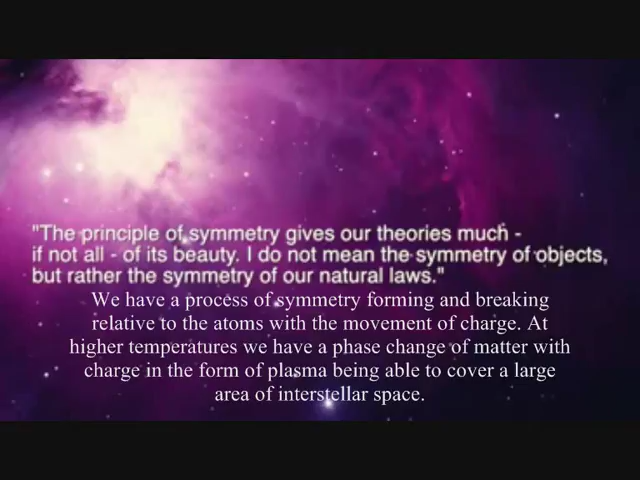 "The principle of symmetry gives our theories much -
if not all - of its beauty. I do not mean the symmetry of objects,
but rather the symmetry of our natural laws."
We have a process of symmetry forming and breaking
relative to the atoms with the movement of charge. At
higher temperatures we have a phase change of matter with
charge in the form of plasma being able to cover a large
area of interstellar space.